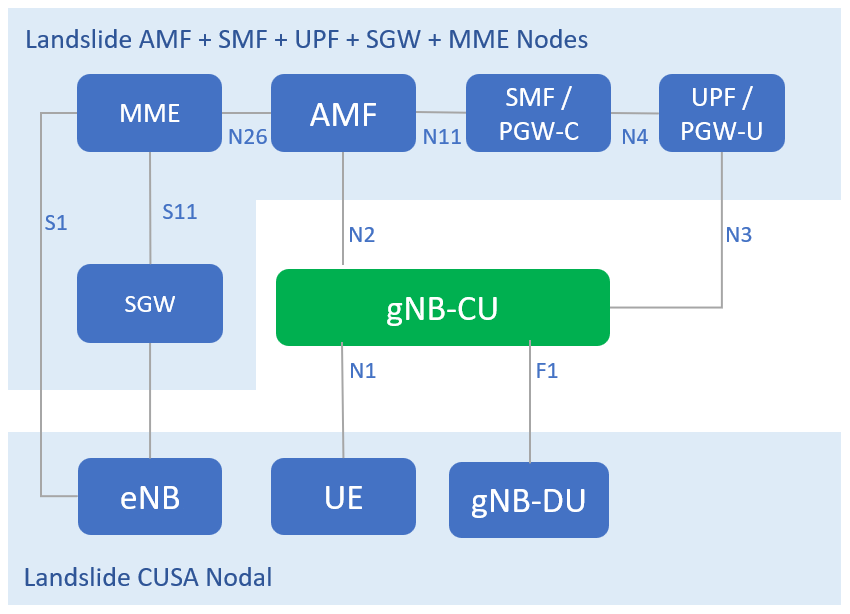 Landslide AMF + SMF + UPF + SGW + MME Nodes
MME
N26
AMF
N11
SMF /
PGW-C
N4
UPF /
PGW-U
S1
S11
N2
N3
SGW
gNB-CU
N1
F1
eNB
UE
gNB-DU
Landslide CUSA Nodal